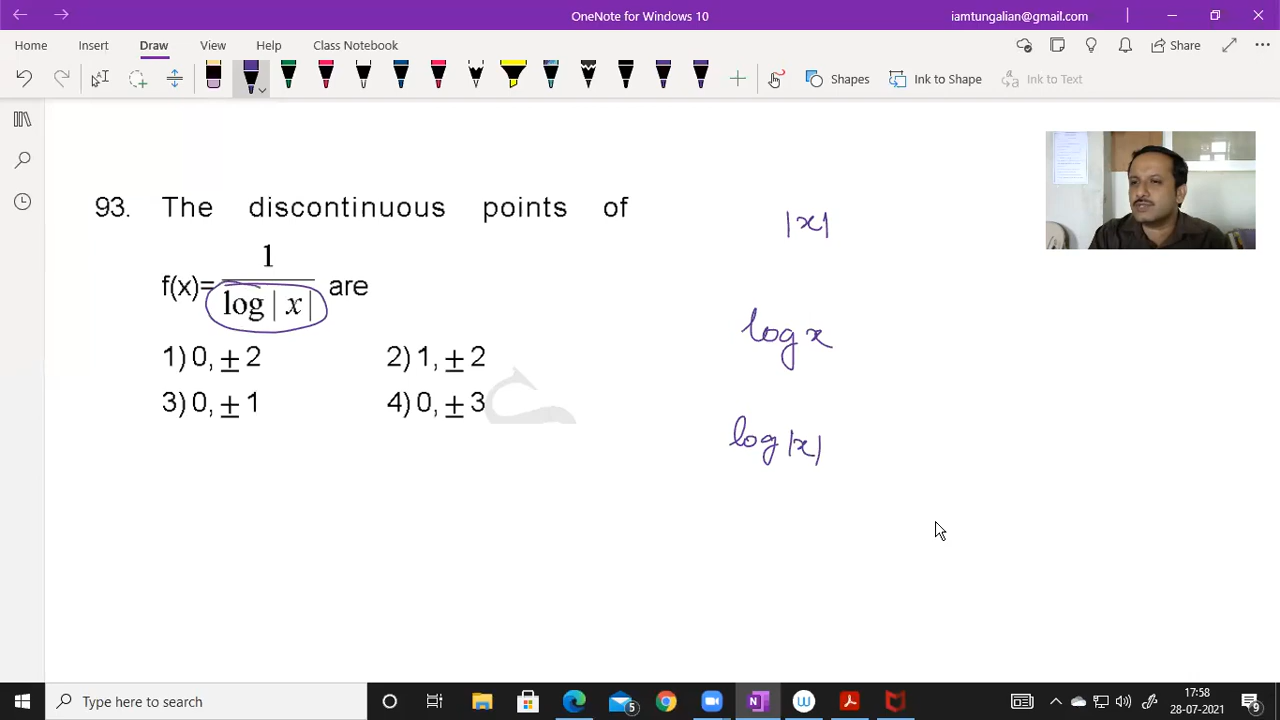 OneNote for Windows 10
iamtungalian@gmail.com
Home Insert Draw View Help Class Notebook
Share
Shapes Ink to Shape Ink to Text
93. The discontinuous points of
f(x)= 1 / log | x | are
1) 0, ± 2 2) 1, ± 2
3) 0, ± 1 4) 0, ± 3
|x|
log x
log |x|
Type here to search
5
17:58
28-07-2021
9